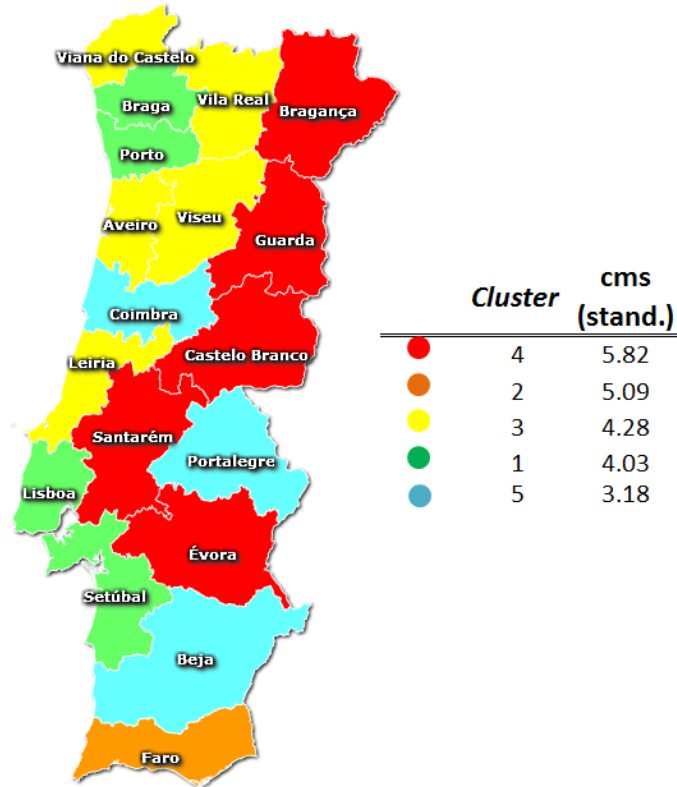 Viana do Castelo
Braga
Vila Real
Bragança
Porto
Aveiro
Viseu
Guarda
Coimbra
Leiria
Castelo Branco
Santarém
Portalegre
Lisboa
Évora
Setúbal
Beja
Faro
Cluster cms (stand.)
4 5.82
2 5.09
3 4.28
1 4.03
5 3.18